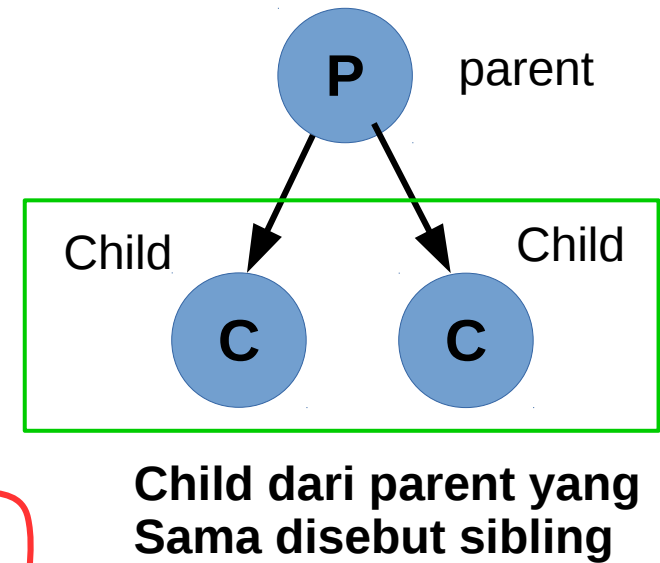 P
parent
Child
Child
C
C
Child dari parent yang
Sama disebut sibling